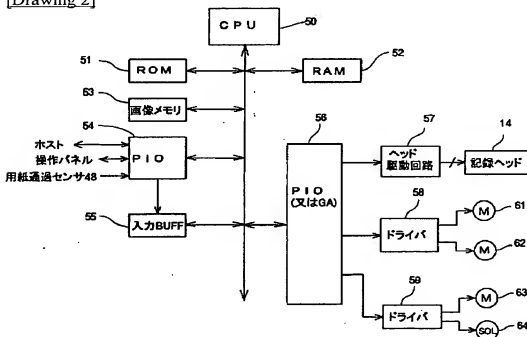 [Drawing 2]
CPU
50
51
ROM
RAM
52
53
画像メモリ
54
ホスト
操作パネル
用紙通過センサ48
PIO
55
入力BUFF
56
PIO
(又はGA)
57
ヘッド
駆動回路
14
記録ヘッド
58
ドライバ
M
61
M
62
59
ドライバ
M
63
SOL
64